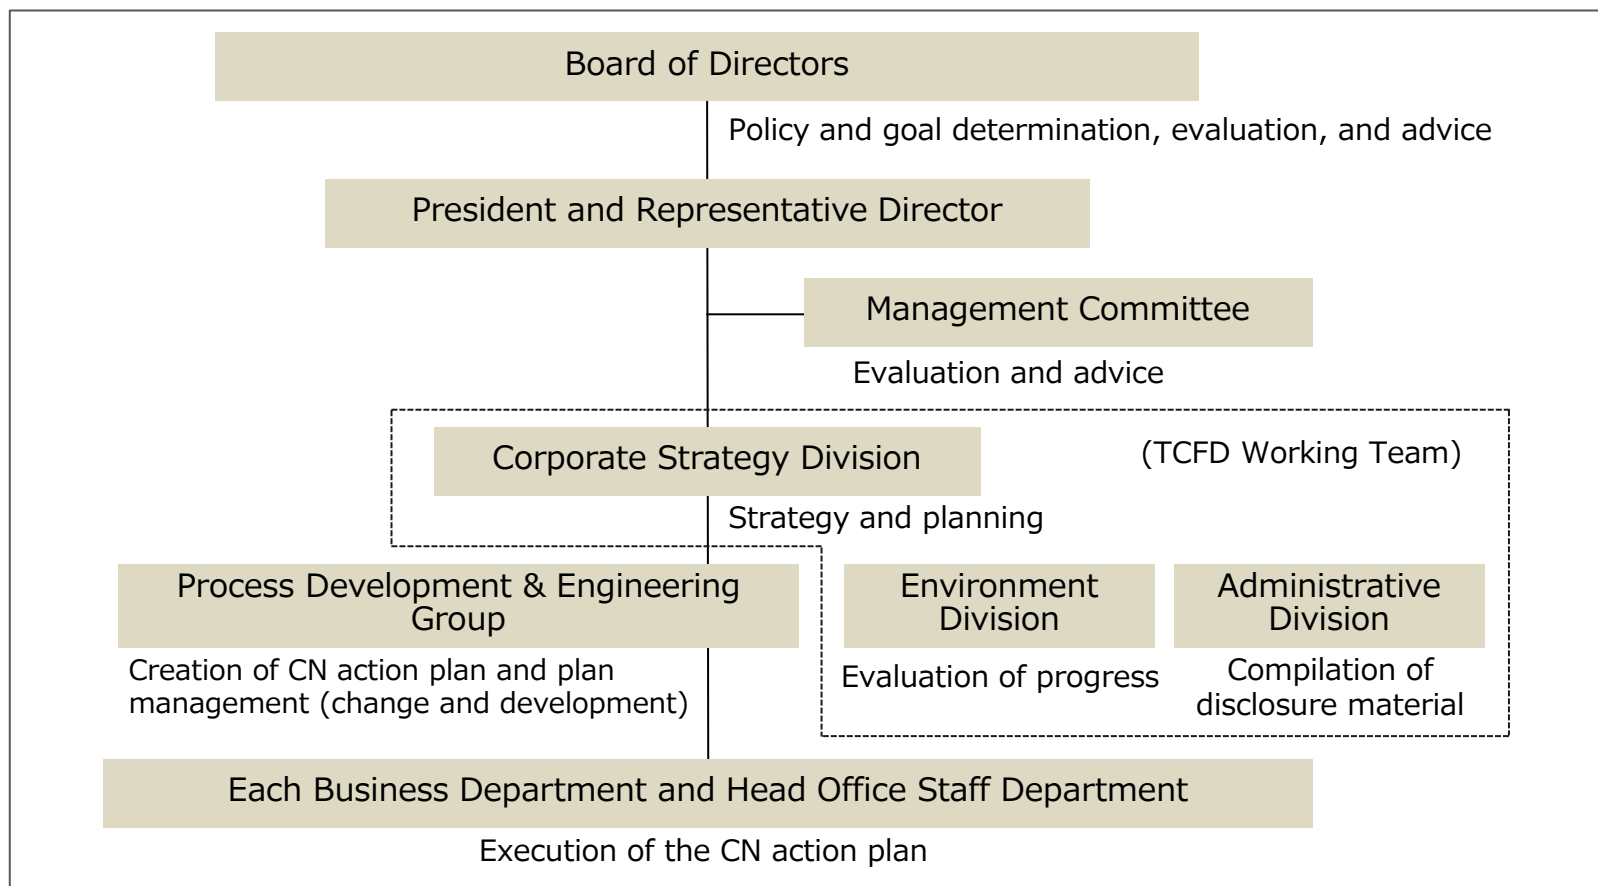 Board of Directors
Policy and goal determination, evaluation, and advice
President and Representative Director
Management Committee
Evaluation and advice
Corporate Strategy Division
(TCFD Working Team)
Strategy and planning
Process Development & Engineering
Group
Creation of CN action plan and plan
management (change and development)
Environment
Division
Evaluation of progress
Administrative
Division
Compilation of
disclosure material
Each Business Department and Head Office Staff Department
Execution of the CN action plan